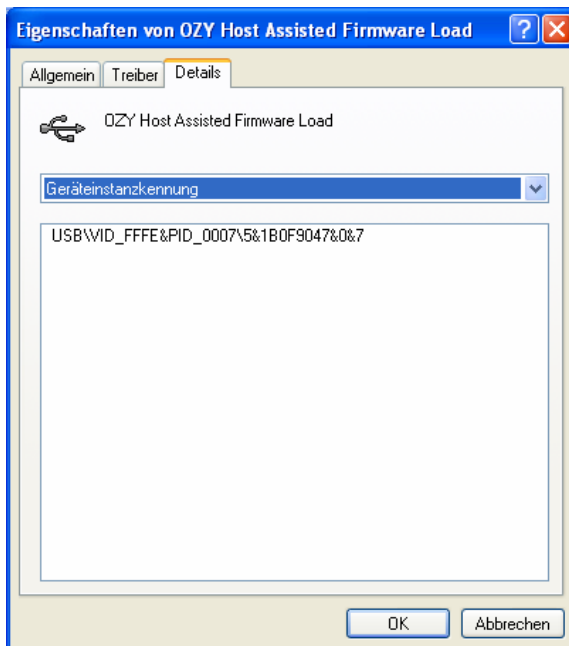 Eigenschaften von OZY Host Assisted Firmware Load
Allgemein Treiber Details
OZY Host Assisted Firmware Load
Geräteinstanzkennung
USB\VID_FFFE&PID_0007\5&1B0F9047&0&7
OK Abbrechen